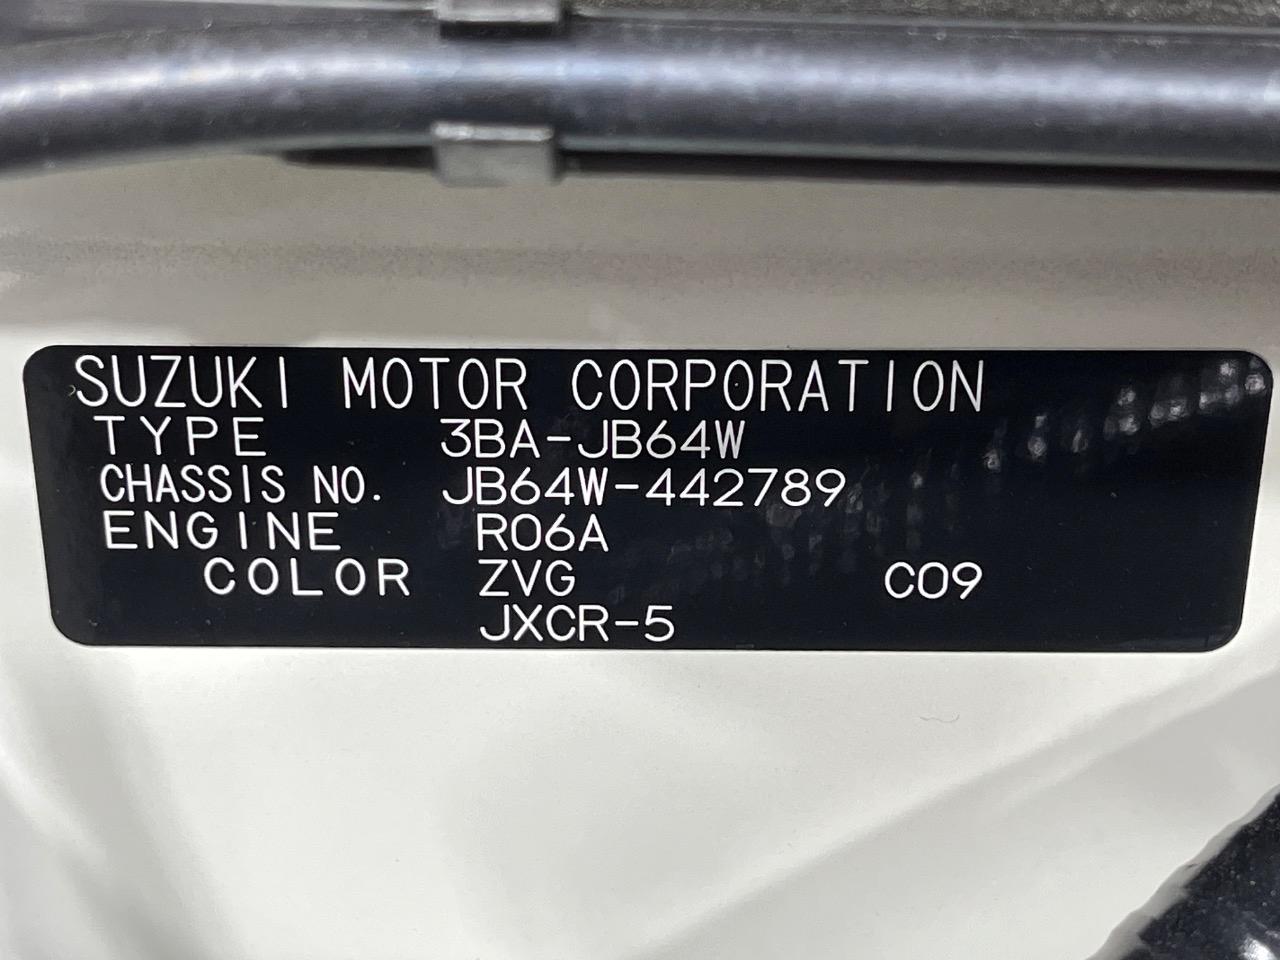 SUZUKI MOTOR CORPORATION
TYPE 3BA-JB64W
CHASSIS NO. JB64W-442789
ENGINE R06A
COLOR ZVG C09
JXCR-5